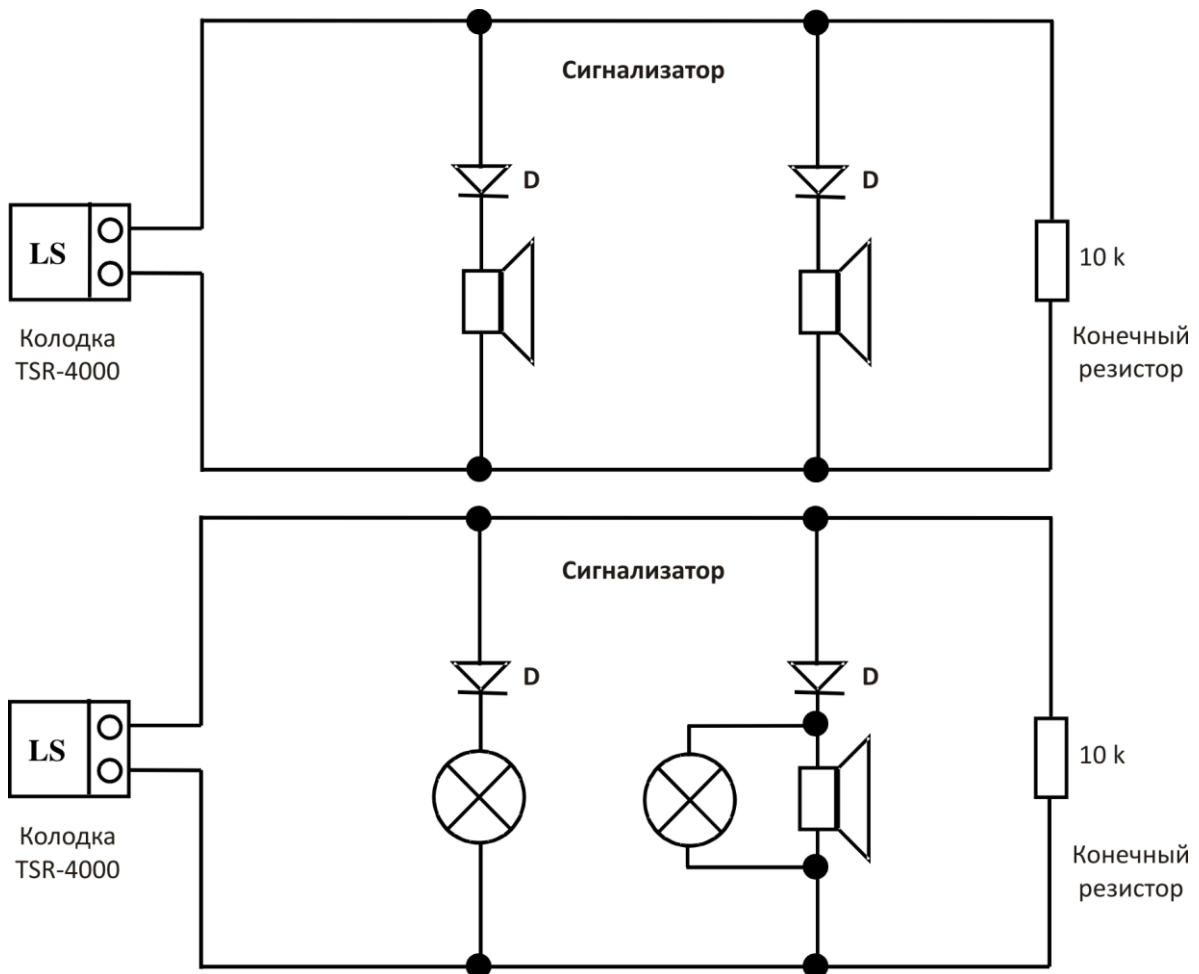 Сигнализатор
D
D
LS
10 k
Колодка
TSR-4000
Конечный
резистор
Сигнализатор
D
D
LS
10 k
Колодка
TSR-4000
Конечный
резистор